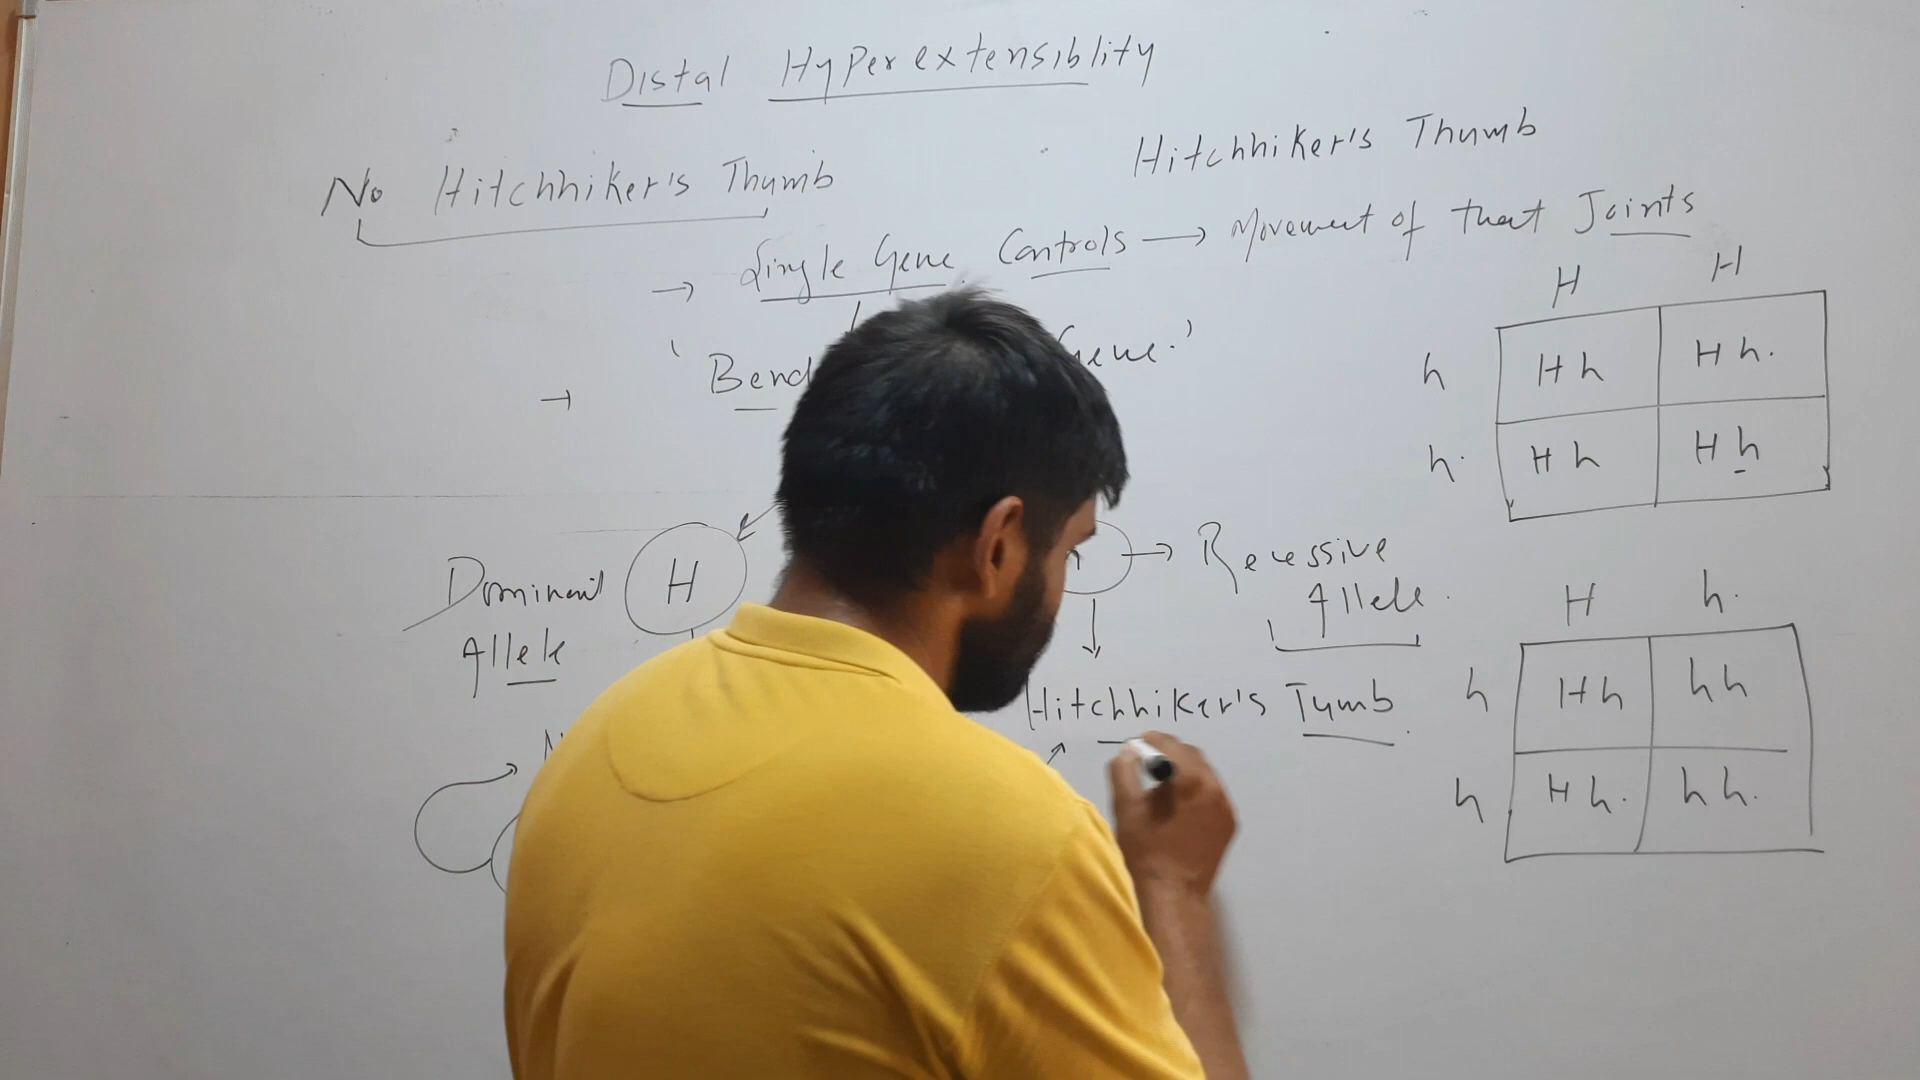 Distal Hyperextensiblity
No Hitchhiker's Thumb
Hitchhiker's Thumb
→ Single Gene Controls → Movement of that Joints
→ ' Gene.'
Dominant
Allele
H
→ Recessive
Allele.
Hitchhiker's Tumb.
H H
h Hh Hh.
h. Hh Hh
H h.
h Hh hh
h Hh. hh.